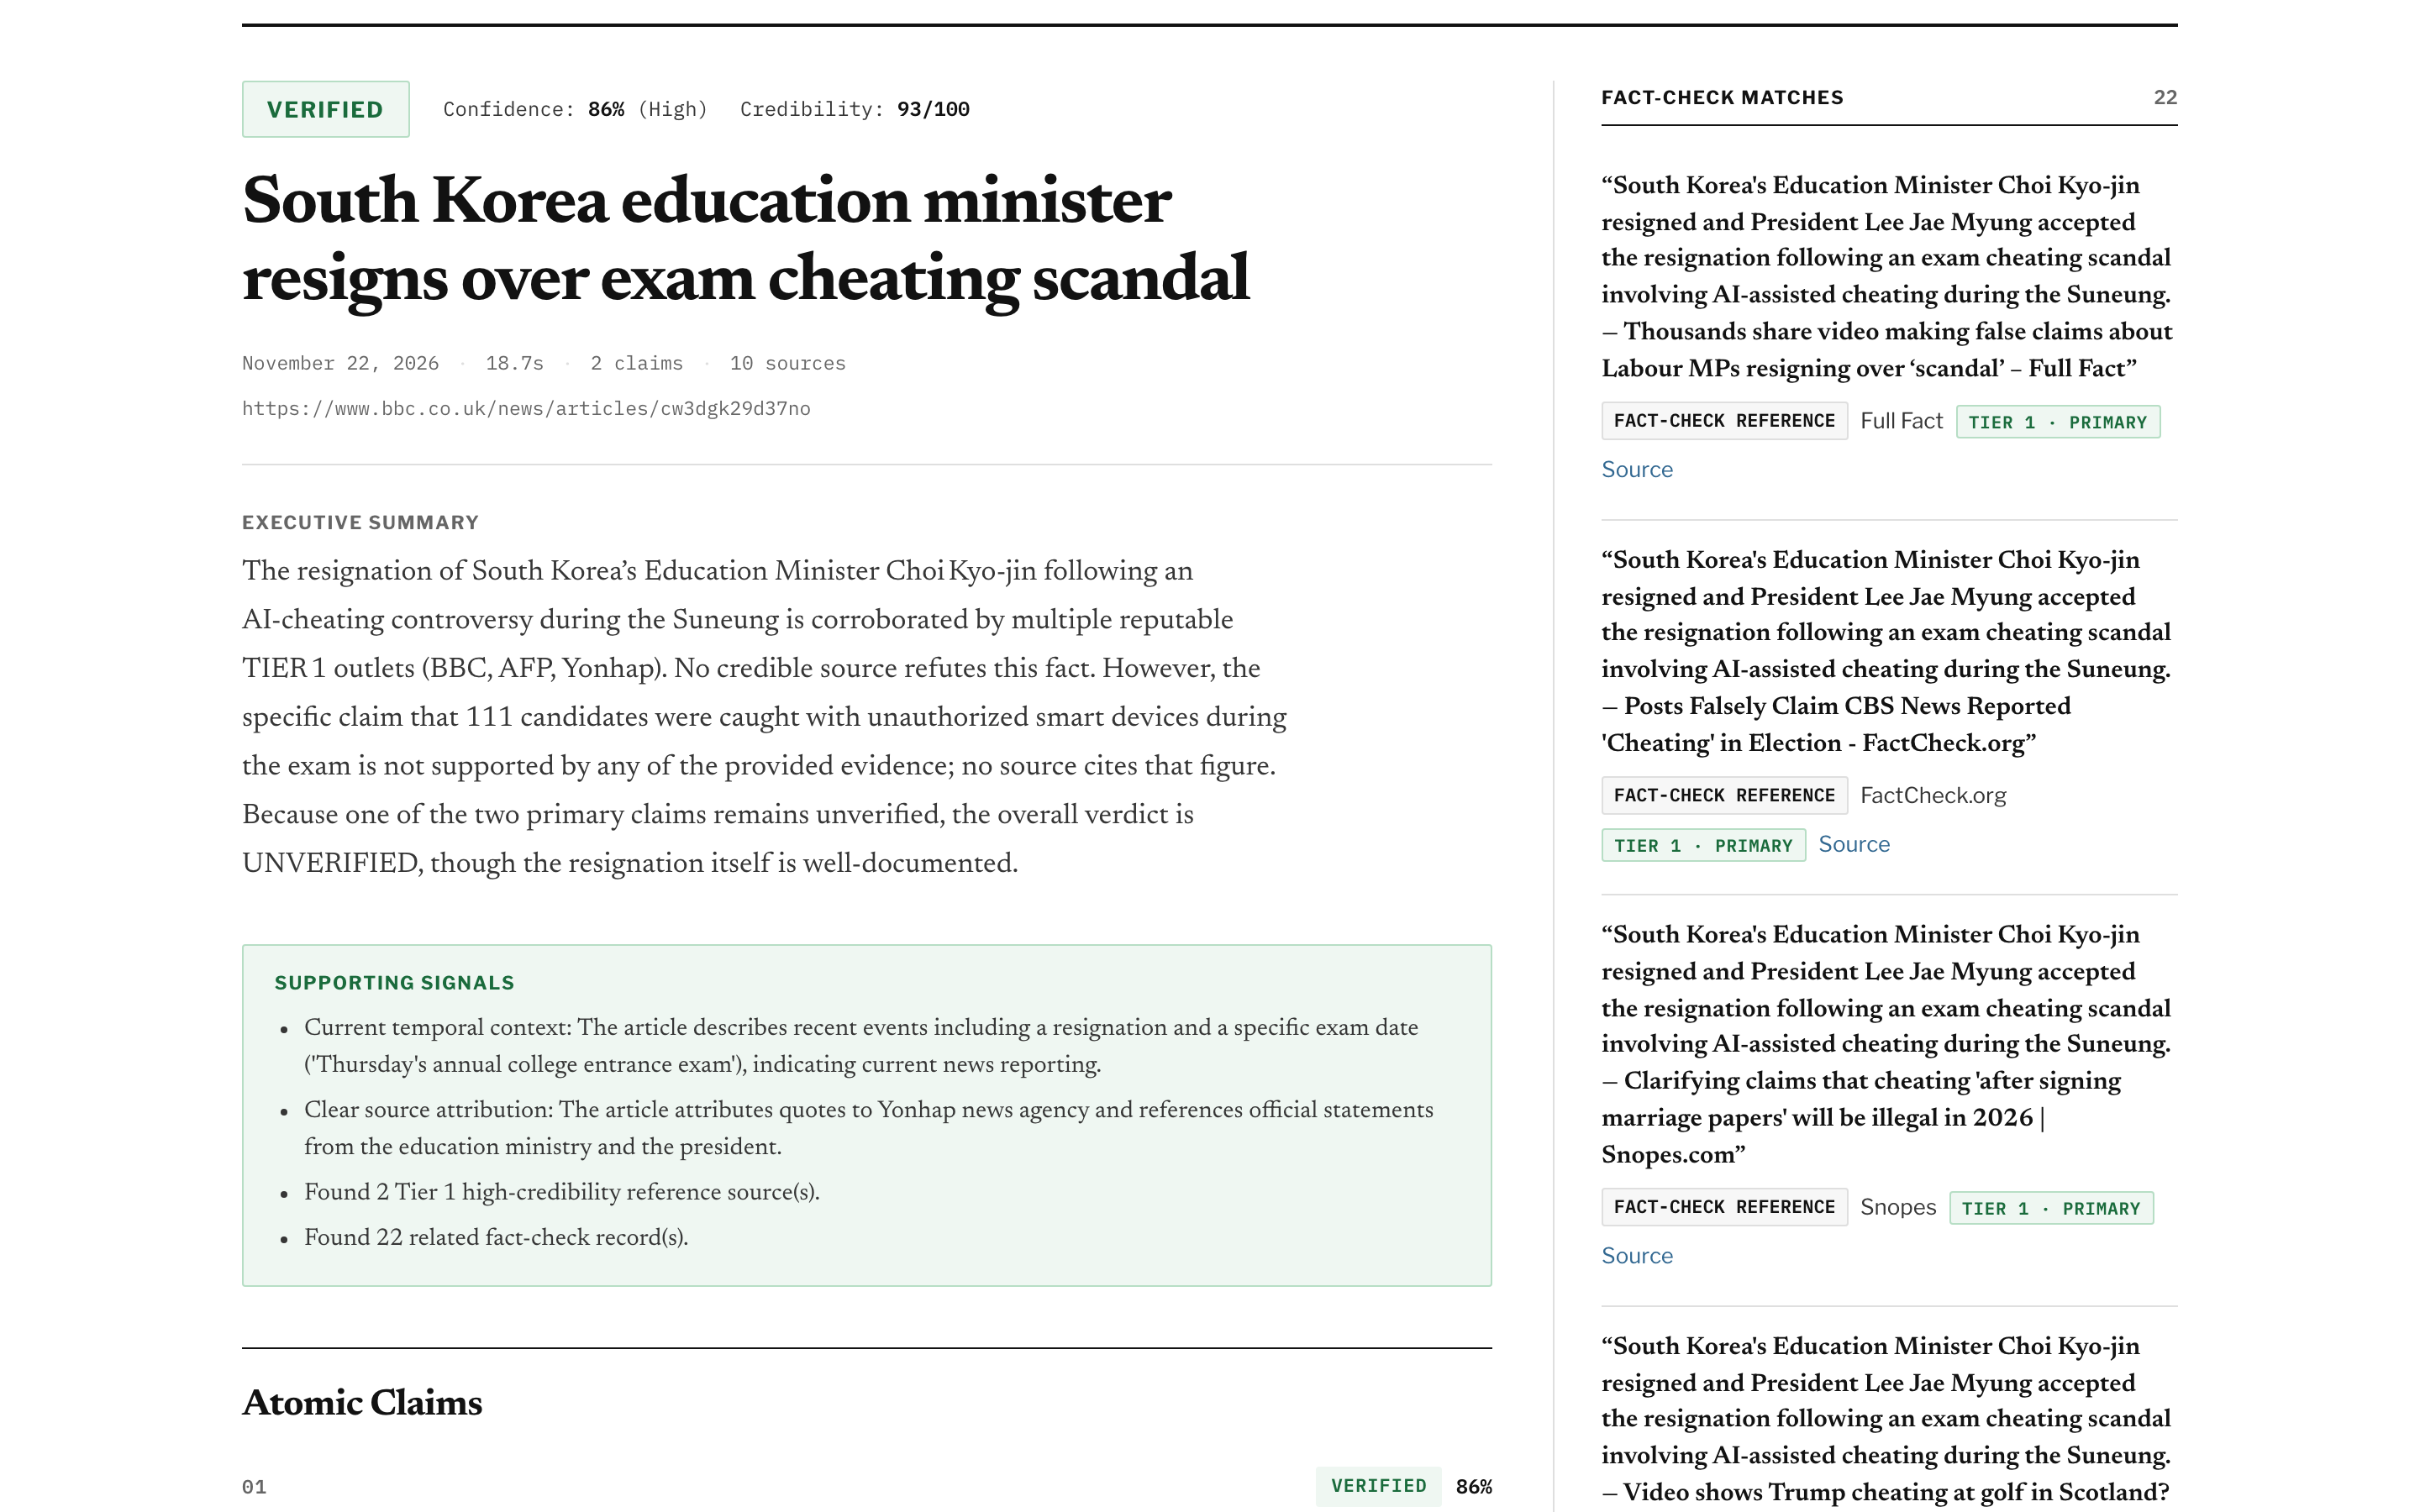 VERIFIED
Confidence: 86% (High)
Credibility: 93/100
South Korea education minister
resigns over exam cheating scandal
November 22, 2026 · 18.7s · 2 claims · 10 sources
https://www.bbc.co.uk/news/articles/cw3dgk29d37no
EXECUTIVE SUMMARY
The resignation of South Korea’s Education Minister Choi Kyo-jin following an
AI-cheating controversy during the Suneung is corroborated by multiple reputable
TIER 1 outlets (BBC, AFP, Yonhap). No credible source refutes this fact. However, the
specific claim that 111 candidates were caught with unauthorized smart devices during
the exam is not supported by any of the provided evidence; no source cites that figure.
Because one of the two primary claims remains unverified, the overall verdict is
UNVERIFIED, though the resignation itself is well-documented.
SUPPORTING SIGNALS
• Current temporal context: The article describes recent events including a resignation and a specific exam date
('Thursday's annual college entrance exam'), indicating current news reporting.
• Clear source attribution: The article attributes quotes to Yonhap news agency and references official statements
from the education ministry and the president.
• Found 2 Tier 1 high-credibility reference source(s).
• Found 22 related fact-check record(s).
Atomic Claims
01
VERIFIED 86%
FACT-CHECK MATCHES 22
“South Korea's Education Minister Choi Kyo-jin
resigned and President Lee Jae Myung accepted
the resignation following an exam cheating scandal
involving AI-assisted cheating during the Suneung.
— Thousands share video making false claims about
Labour MPs resigning over ‘scandal’ – Full Fact”
FACT-CHECK REFERENCE Full Fact TIER 1 · PRIMARY
Source
“South Korea's Education Minister Choi Kyo-jin
resigned and President Lee Jae Myung accepted
the resignation following an exam cheating scandal
involving AI-assisted cheating during the Suneung.
— Posts Falsely Claim CBS News Reported
'Cheating' in Election - FactCheck.org”
FACT-CHECK REFERENCE FactCheck.org
TIER 1 · PRIMARY Source
“South Korea's Education Minister Choi Kyo-jin
resigned and President Lee Jae Myung accepted
the resignation following an exam cheating scandal
involving AI-assisted cheating during the Suneung.
— Clarifying claims that cheating 'after signing
marriage papers' will be illegal in 2026 |
Snopes.com”
FACT-CHECK REFERENCE Snopes TIER 1 · PRIMARY
Source
“South Korea's Education Minister Choi Kyo-jin
resigned and President Lee Jae Myung accepted
the resignation following an exam cheating scandal
involving AI-assisted cheating during the Suneung.
— Video shows Trump cheating at golf in Scotland?